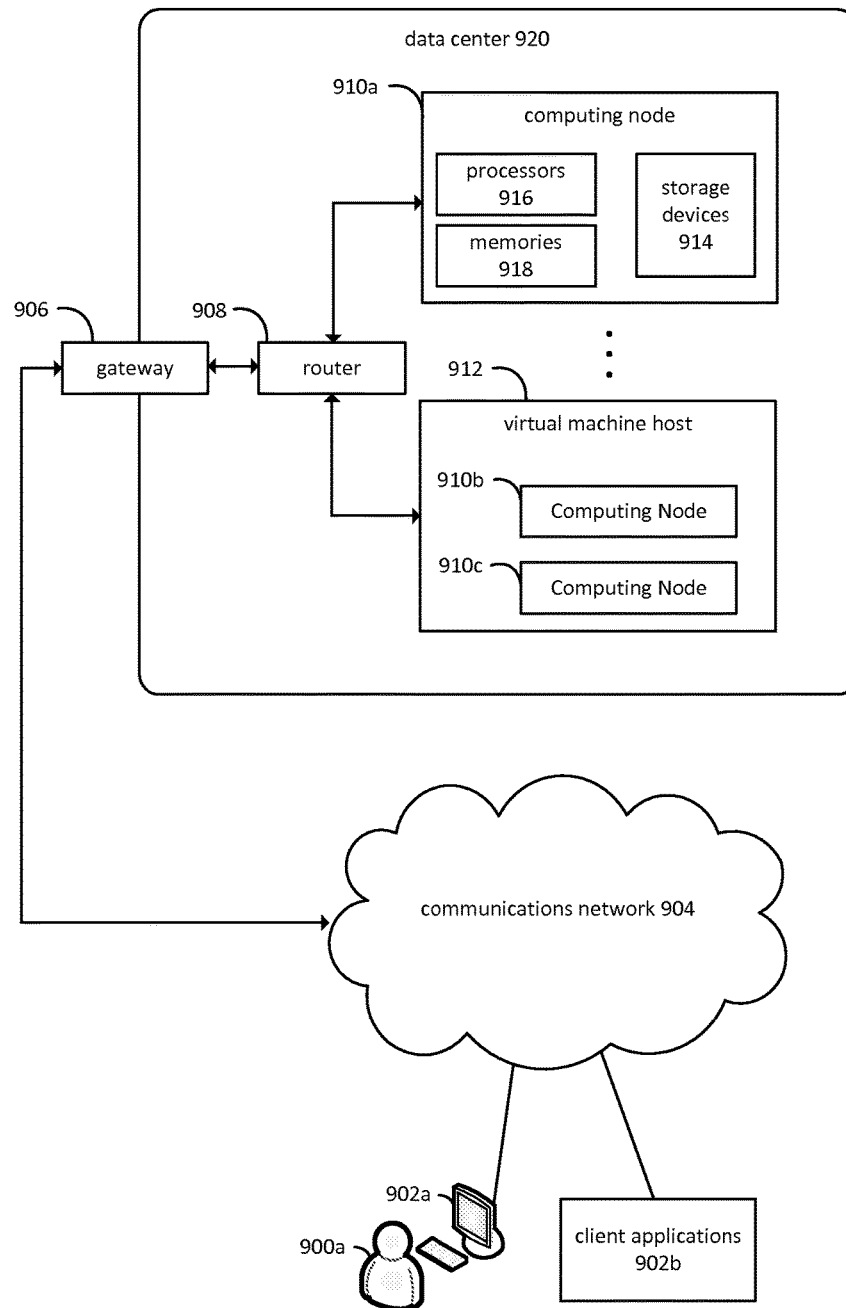 data center 920
910a
computing node
processors
916
storage
devices
914
memories
918
906
908
gateway
router
912
virtual machine host
910b
Computing Node
910c
Computing Node
communications network 904
902a
900a
client applications
902b